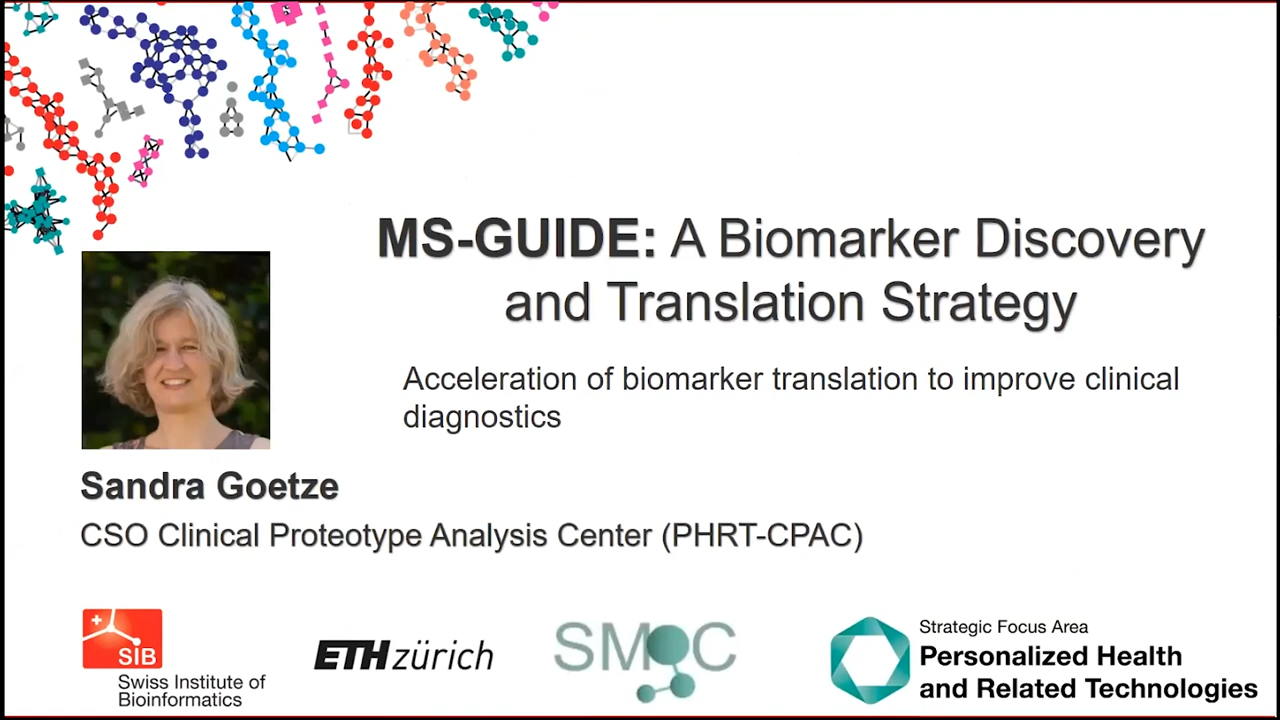 MS-GUIDE: A Biomarker Discovery
and Translation Strategy
Acceleration of biomarker translation to improve clinical
diagnostics
Sandra Goetze
CSO Clinical Proteotype Analysis Center (PHRT-CPAC)
SIB
Swiss Institute of
Bioinformatics
ETH zürich
SMOC
Strategic Focus Area
Personalized Health
and Related Technologies